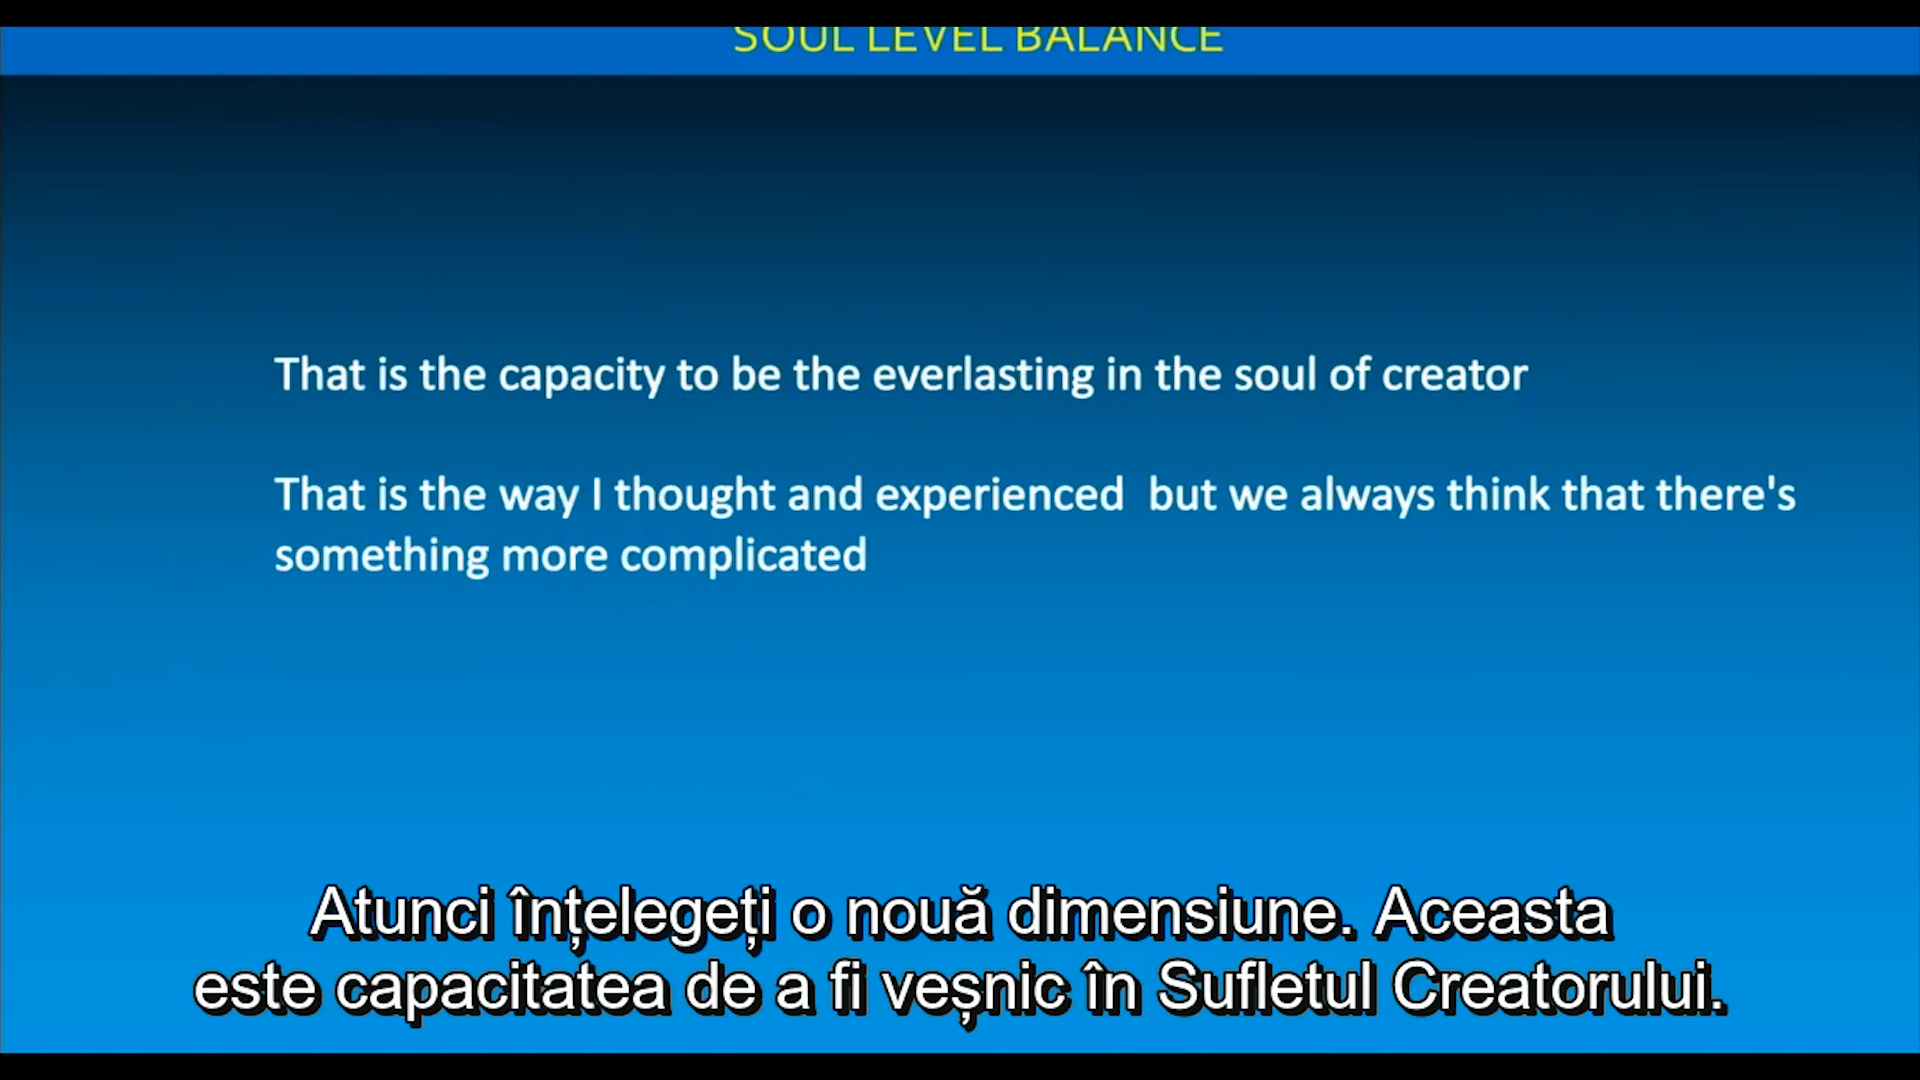 SOUL LEVEL BALANCE
That is the capacity to be the everlasting in the soul of creator
That is the way I thought and experienced  but we always think that there's
something more complicated
Atunci înțelegeți o nouă dimensiune. Aceasta
este capacitatea de a fi veșnic în Sufletul Creatorului.